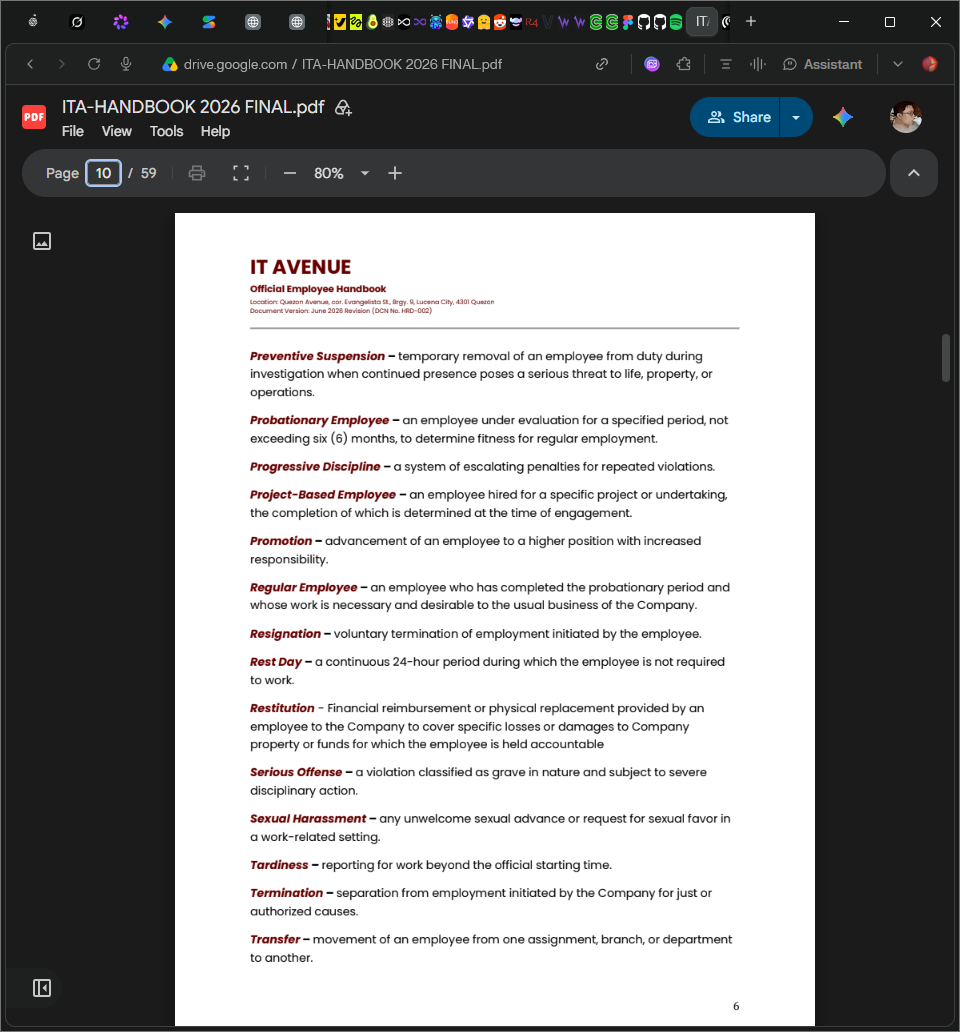 drive.google.com / ITA-HANDBOOK 2026 FINAL.pdf
Assistant
PDF
ITA-HANDBOOK 2026 FINAL.pdf
File View Tools Help
Share
Page 10 / 59
80%
IT AVENUE
Official Employee Handbook
Location: Quezon Avenue, cor. Evangelista St., Brgy. 9, Lucena City, 4301 Quezon
Document Version: June 2026 Revision (DCN No. HRD-002)
Preventive Suspension – temporary removal of an employee from duty during
investigation when continued presence poses a serious threat to life, property, or
operations.
Probationary Employee – an employee under evaluation for a specified period, not
exceeding six (6) months, to determine fitness for regular employment.
Progressive Discipline – a system of escalating penalties for repeated violations.
Project-Based Employee – an employee hired for a specific project or undertaking,
the completion of which is determined at the time of engagement.
Promotion – advancement of an employee to a higher position with increased
responsibility.
Regular Employee – an employee who has completed the probationary period and
whose work is necessary and desirable to the usual business of the Company.
Resignation – voluntary termination of employment initiated by the employee.
Rest Day – a continuous 24-hour period during which the employee is not required
to work.
Restitution - Financial reimbursement or physical replacement provided by an
employee to the Company to cover specific losses or damages to Company
property or funds for which the employee is held accountable
Serious Offense – a violation classified as grave in nature and subject to severe
disciplinary action.
Sexual Harassment – any unwelcome sexual advance or request for sexual favor in
a work-related setting.
Tardiness – reporting for work beyond the official starting time.
Termination – separation from employment initiated by the Company for just or
authorized causes.
Transfer – movement of an employee from one assignment, branch, or department
to another.
6